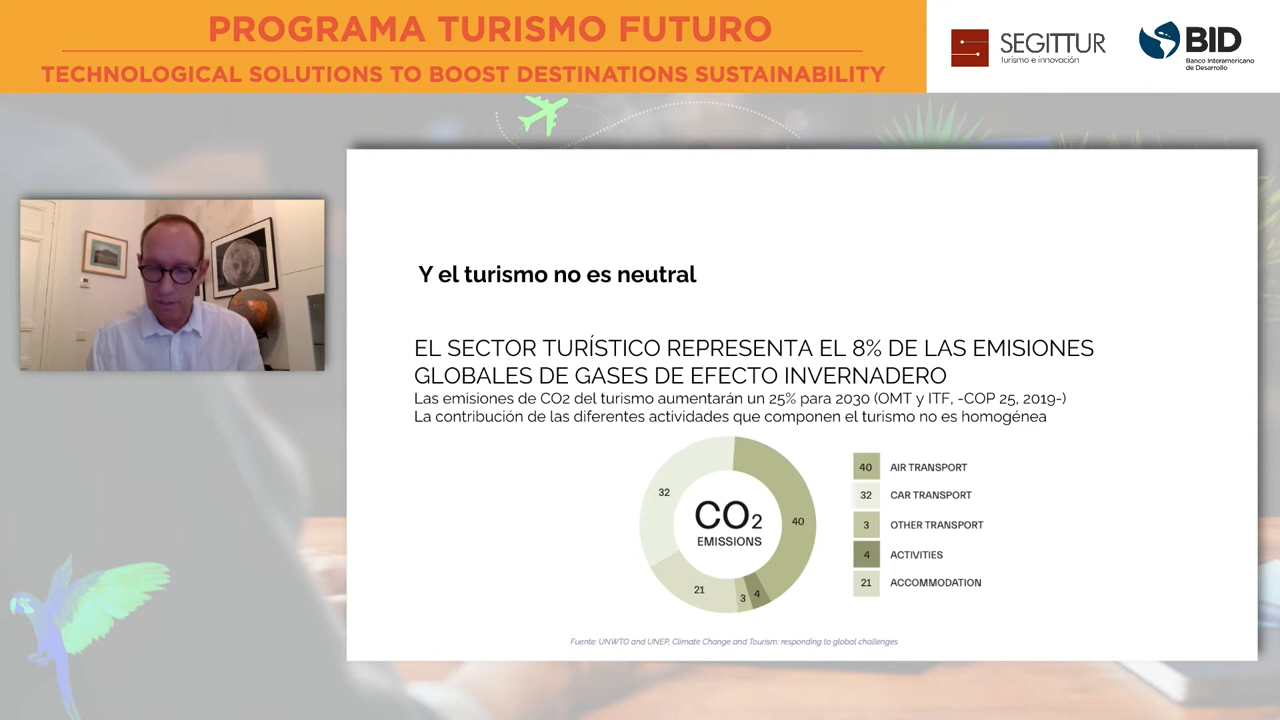 PROGRAMA TURISMO FUTURO
TECHNOLOGICAL SOLUTIONS TO BOOST DESTINATIONS SUSTAINABILITY
SEGITTUR
turismo e innovación
BID
Banco Interamericano
de Desarrollo
Y el turismo no es neutral
EL SECTOR TURÍSTICO REPRESENTA EL 8% DE LAS EMISIONES
GLOBALES DE GASES DE EFECTO INVERNADERO
Las emisiones de CO2 del turismo aumentarán un 25% para 2030 (OMT y ITF, -COP 25, 2019-)
La contribución de las diferentes actividades que componen el turismo no es homogénea
32
40
21
3
4
CO2
EMISSIONS
40 AIR TRANSPORT
32 CAR TRANSPORT
3 OTHER TRANSPORT
4 ACTIVITIES
21 ACCOMMODATION
Fuente: UNWTO and UNEP, Climate Change and Tourism: responding to global challenges